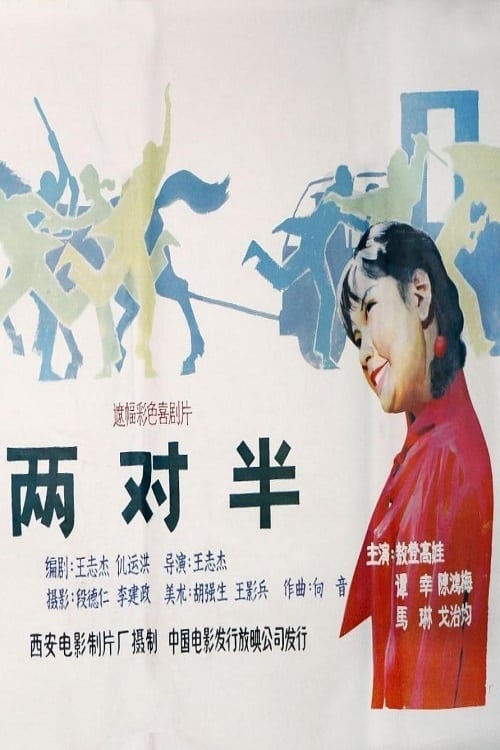 遮幅彩色喜剧片
两对半
编剧:王志杰 仇运洪 导演:王志杰
摄影:段德仁 李建政 美术:胡强生 王影兵 作曲:向音
西安电影制片厂摄制 中国电影发行放映公司发行
主演:敖登高娃
谭幸 陈鸿梅
馬琳 戈治均